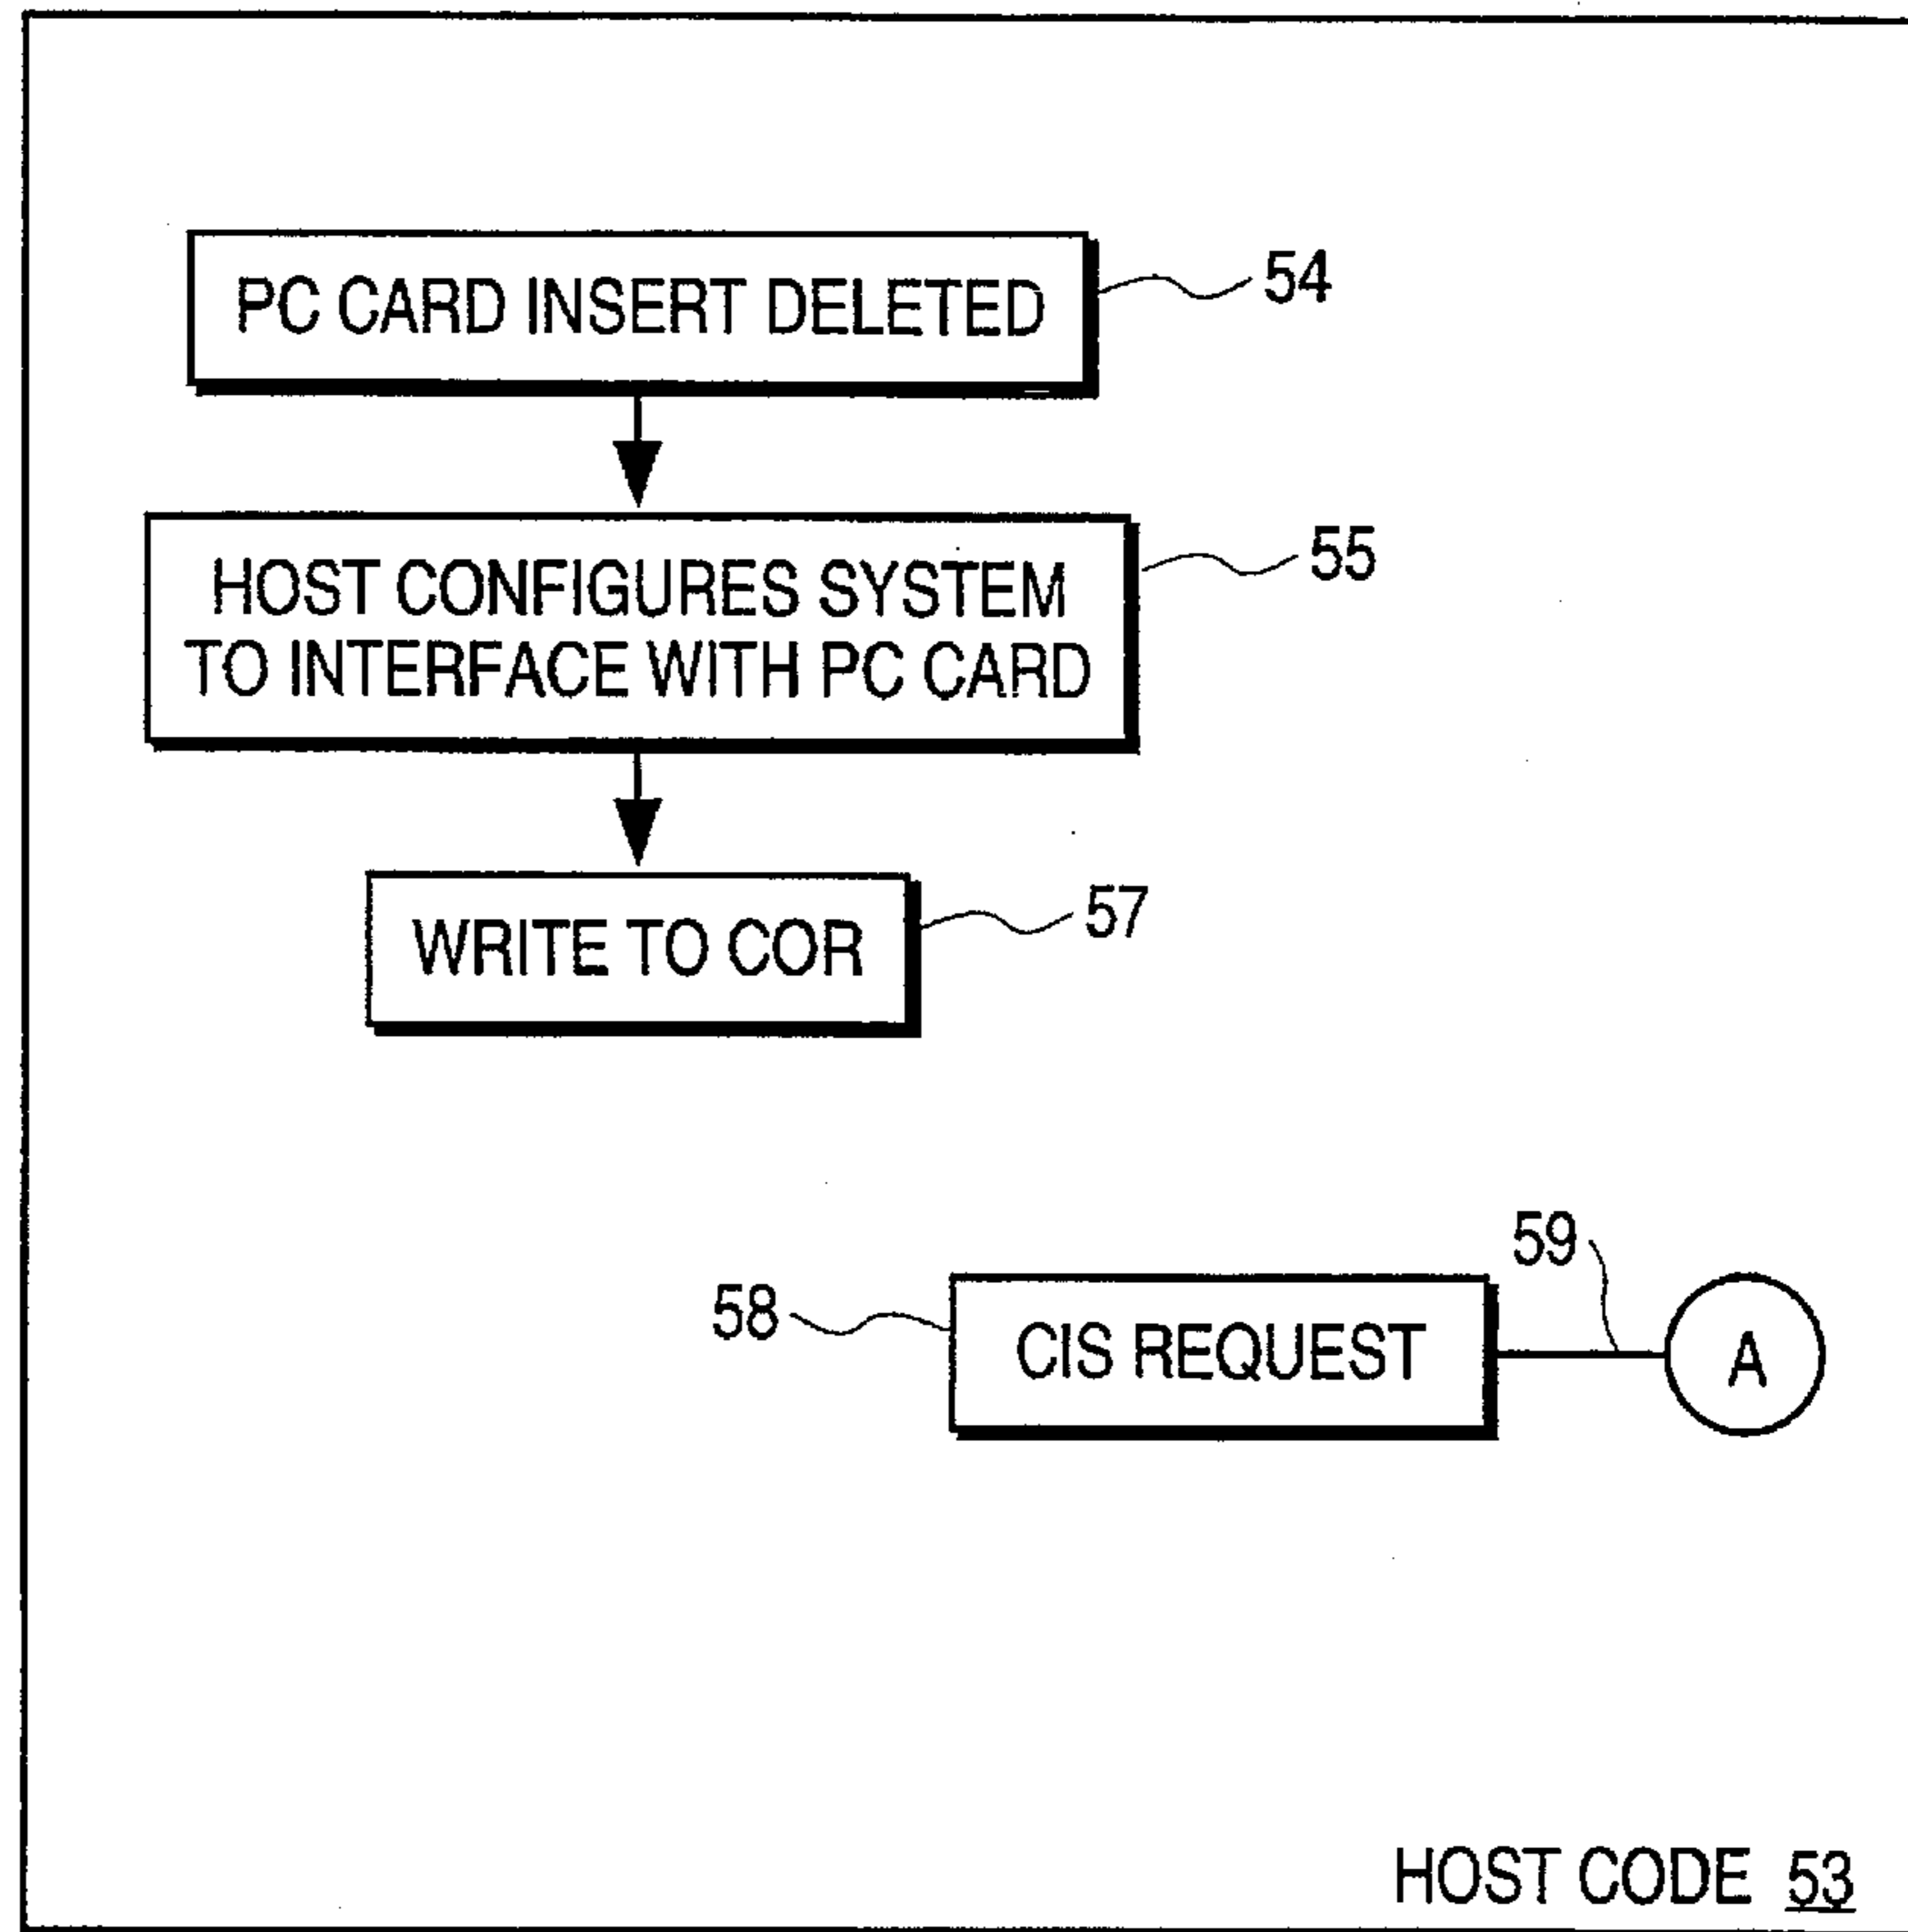 PC CARD INSERT DELETED
54
HOST CONFIGURES SYSTEM
TO INTERFACE WITH PC CARD
55
WRITE TO COR
57
59
58
CIS REQUEST
A
HOST CODE 53